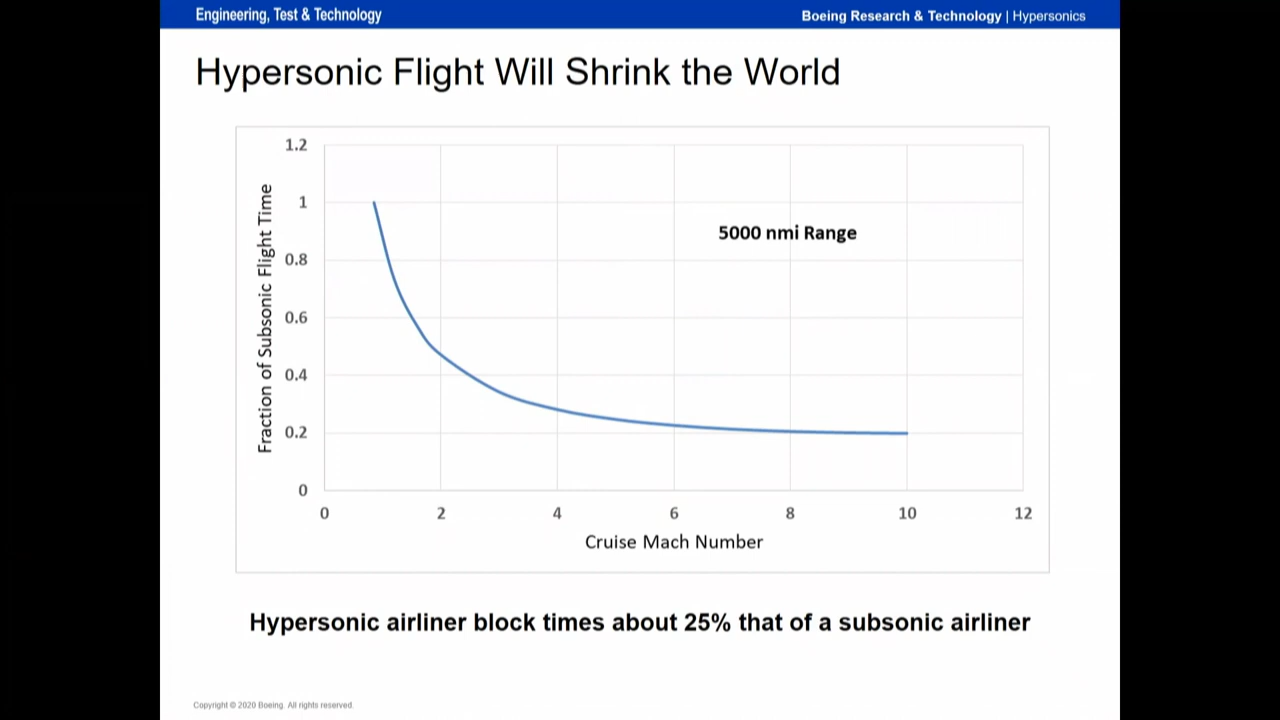 Engineering, Test & Technology
Boeing Research & Technology | Hypersonics
Hypersonic Flight Will Shrink the World
1.2
1
0.8
0.6
0.4
0.2
0
Fraction of Subsonic Flight Time
5000 nmi Range
0 2 4 6 8 10 12
Cruise Mach Number
Hypersonic airliner block times about 25% that of a subsonic airliner
Copyright © 2020 Boeing. All rights reserved.